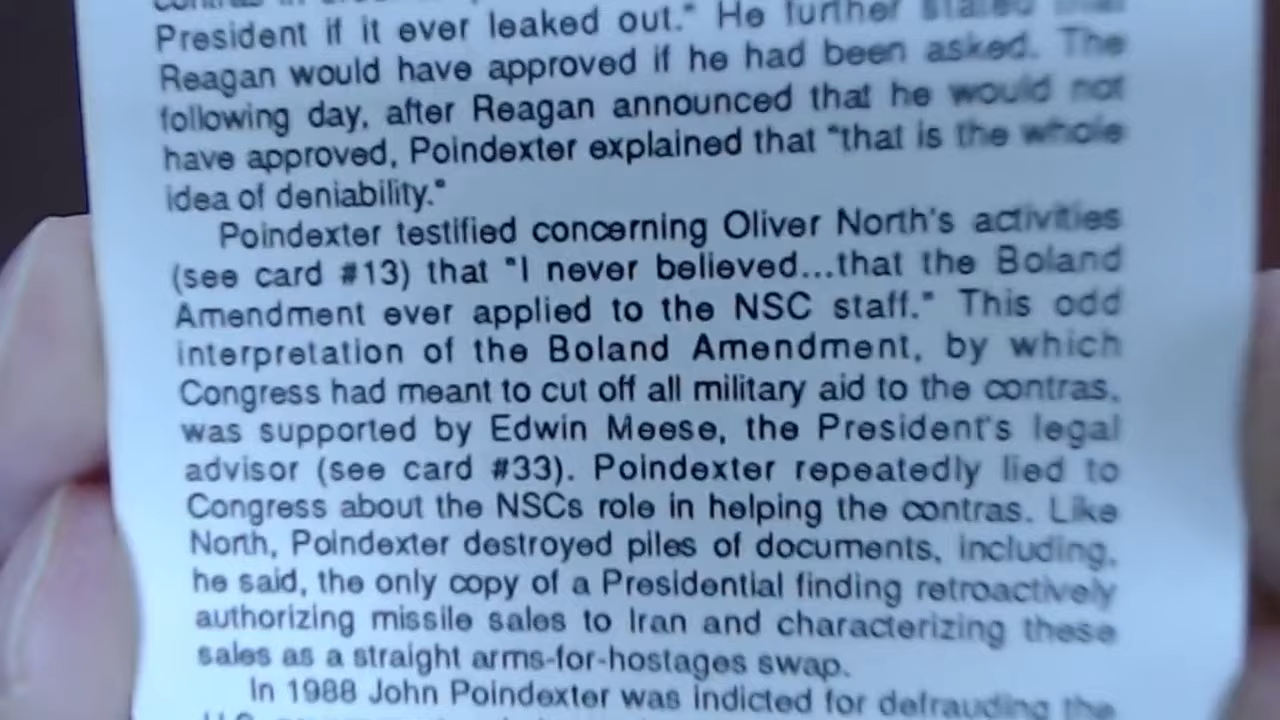 President if it ever leaked out." He further stated that
Reagan would have approved if he had been asked. The
following day, after Reagan announced that he would not
have approved, Poindexter explained that "that is the whole
idea of deniability."
Poindexter testified concerning Oliver North's activities
(see card #13) that "I never believed...that the Boland
Amendment ever applied to the NSC staff." This odd
interpretation of the Boland Amendment, by which
Congress had meant to cut off all military aid to the contras,
was supported by Edwin Meese, the President's legal
advisor (see card #33). Poindexter repeatedly lied to
Congress about the NSCs role in helping the contras. Like
North, Poindexter destroyed piles of documents, including,
he said, the only copy of a Presidential finding retroactively
authorizing missile sales to Iran and characterizing these
sales as a straight arms-for-hostages swap.
In 1988 John Poindexter was indicted for defrauding the